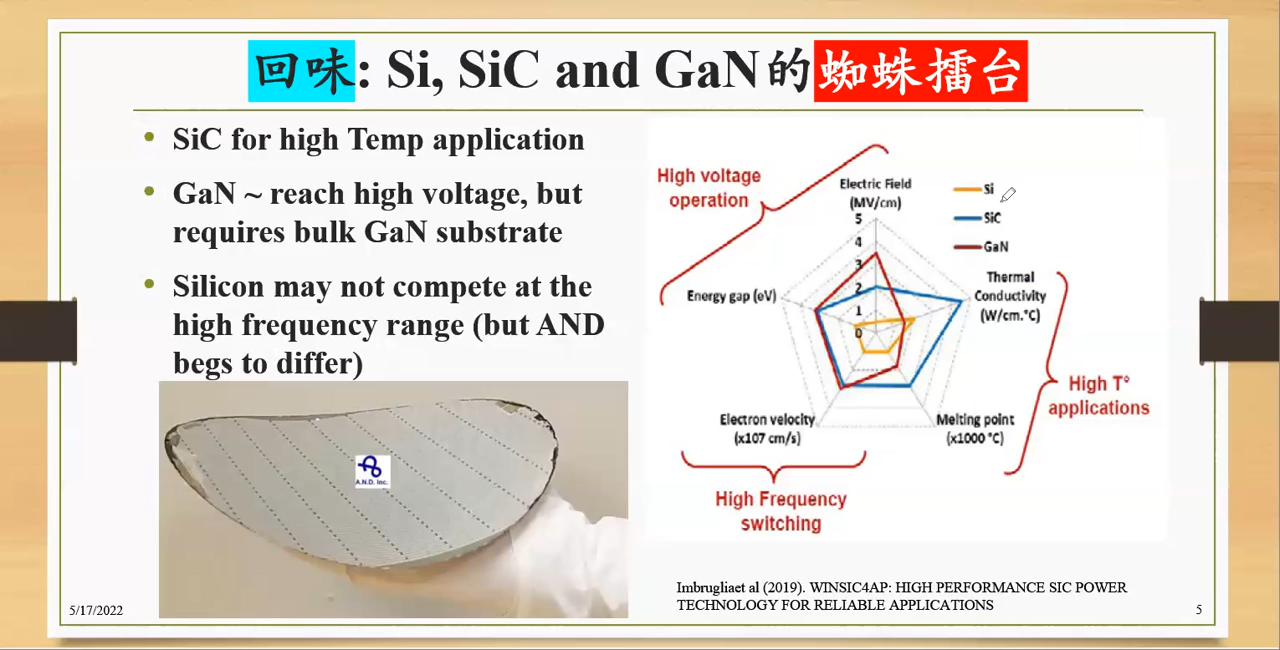 回味: Si, SiC and GaN的蜘蛛擂台
SiC for high Temp application
GaN ~ reach high voltage, but
requires bulk GaN substrate
Silicon may not compete at the
high frequency range (but AND
begs to differ)
A.N.D. Inc.
High voltage
operation
Electric Field
(MV/cm)
5
4
3
2
1
0
Si
SiC
GaN
Energy gap (eV)
Thermal
Conductivity
(W/cm.°C)
High T°
applications
Electron velocity
(x107 cm/s)
Melting point
(x1000 °C)
High Frequency
switching
Imbrugliaet al (2019). WINSIC4AP: HIGH PERFORMANCE SIC POWER
TECHNOLOGY FOR RELIABLE APPLICATIONS
5/17/2022
5